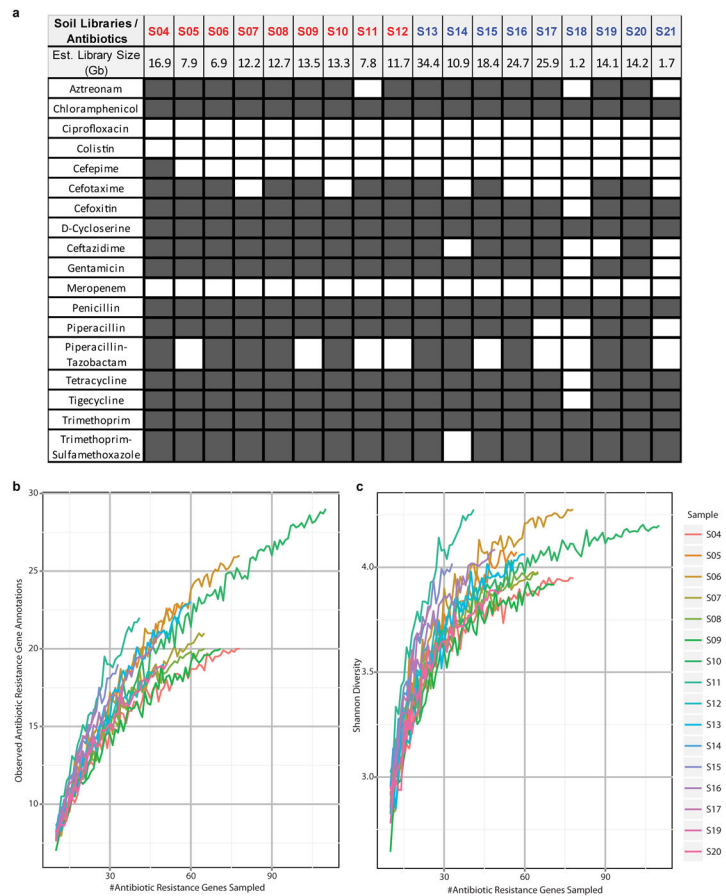 a
Soil Libraries / Antibiotics S04 S05 S06 S07 S08 S09 S10 S11 S12 S13 S14 S15 S16 S17 S18 S19 S20 S21
Est. Library Size (Gb) 16.9 7.9 6.9 12.2 12.7 13.5 13.3 7.8 11.7 34.4 10.9 18.4 24.7 25.9 1.2 14.1 14.2 1.7
Aztreonam
Chloramphenicol
Ciprofloxacin
Colistin
Cefepime
Cefotaxime
Cefoxitin
D-Cycloserine
Ceftazidime
Gentamicin
Meropenem
Penicillin
Piperacillin
Piperacillin-
Tazobactam
Tetracycline
Tigecycline
Trimethoprim
Trimethoprim-
Sulfamethoxazole
b
30
25
20
15
10
Observed Antibiotic Resistance Gene Annotations
30 60 90
#Antibiotic Resistance Genes Sampled
c
4.0
3.5
3.0
Shannon Diversity
30 60 90
#Antibiotic Resistance Genes Sampled
Sample
S04
S05
S06
S07
S08
S09
S10
S11
S12
S13
S14
S15
S16
S17
S19
S20